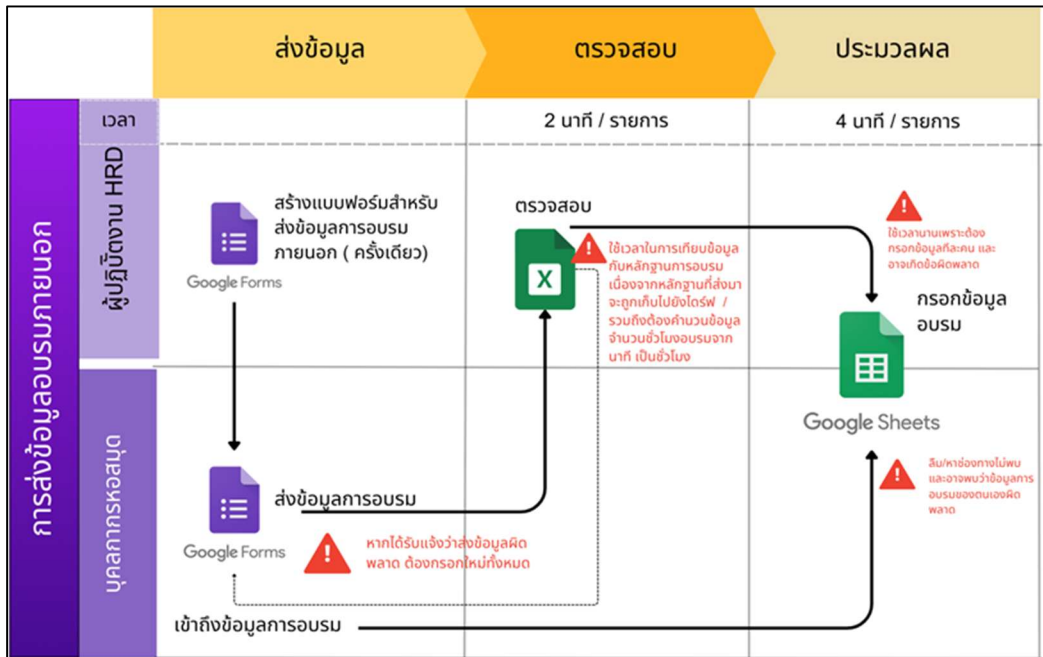 ส่งข้อมูล
ตรวจสอบ
ประมวลผล
การส่งข้อมูลอบรมภายนอก
เวลา
2 นาที / รายการ
4 นาที / รายการ
ผู้ปฏิบัติงาน HRD
สร้างแบบฟอร์มสำหรับ
ส่งข้อมูลการอบรม
ภายนอก ( ครั้งเดียว)
Google Forms
ตรวจสอบ
X
ใช้เวลาในการเทียบข้อมูล
กับหลักฐานการอบรม
เนื่องจากหลักฐานที่ส่งมา
จะถูกเก็บไปยังไดร์ฟ /
รวมถึงต้องคำนวนข้อมูล
จำนวนชั่วโมงอบรมจาก
นาที เป็นชั่วโมง
ใช้เวลานานเพราะต้อง
กรอกข้อมูลทีละคน และ
อาจเกิดข้อผิดพลาด
กรอกข้อมูล
อบรม
Google Sheets
บุคลากรหอสมุด
ส่งข้อมูลการอบรม
Google Forms
หากได้รับแจ้งว่าส่งข้อมูลผิด
พลาด ต้องกรอกใหม่ทั้งหมด
ลืม/หาช่องทางไม่พบ
และอาจพบว่าข้อมูลการ
อบรมของตนเองผิด
พลาด
เข้าถึงข้อมูลการอบรม